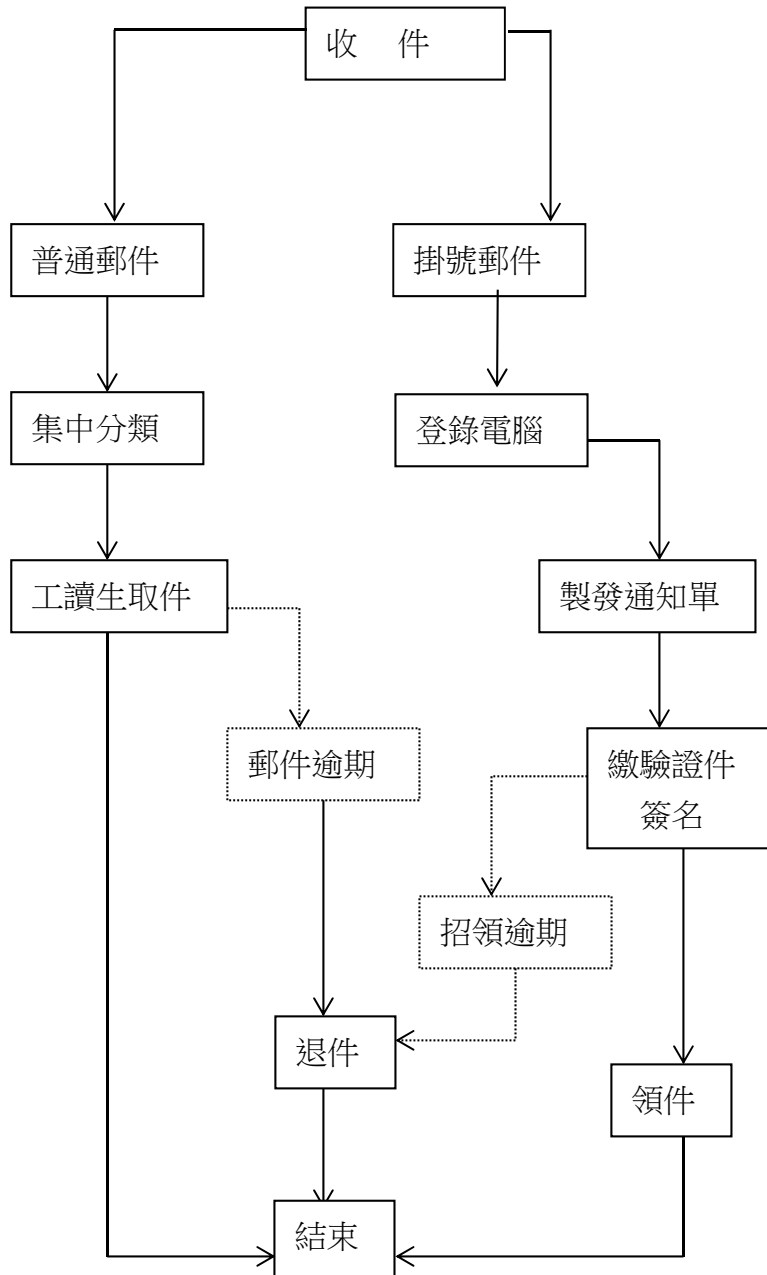 收　件
普通郵件
掛號郵件
集中分類
登錄電腦
工讀生取件
製發通知單
郵件逾期
繳驗證件
簽名
招領逾期
退件
領件
結束